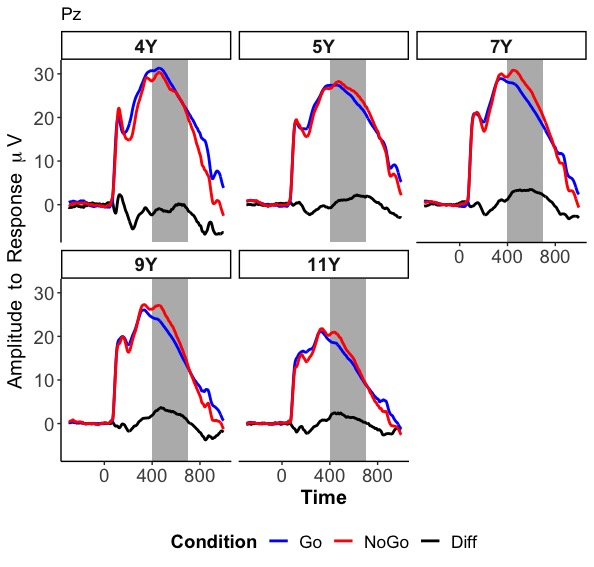 Pz
4Y 5Y 7Y
30
20
10
0
0 400 800
9Y 11Y
30
20
10
0
0 400 800 0 400 800
Amplitude to Response μ V
Time
Condition Go NoGo Diff